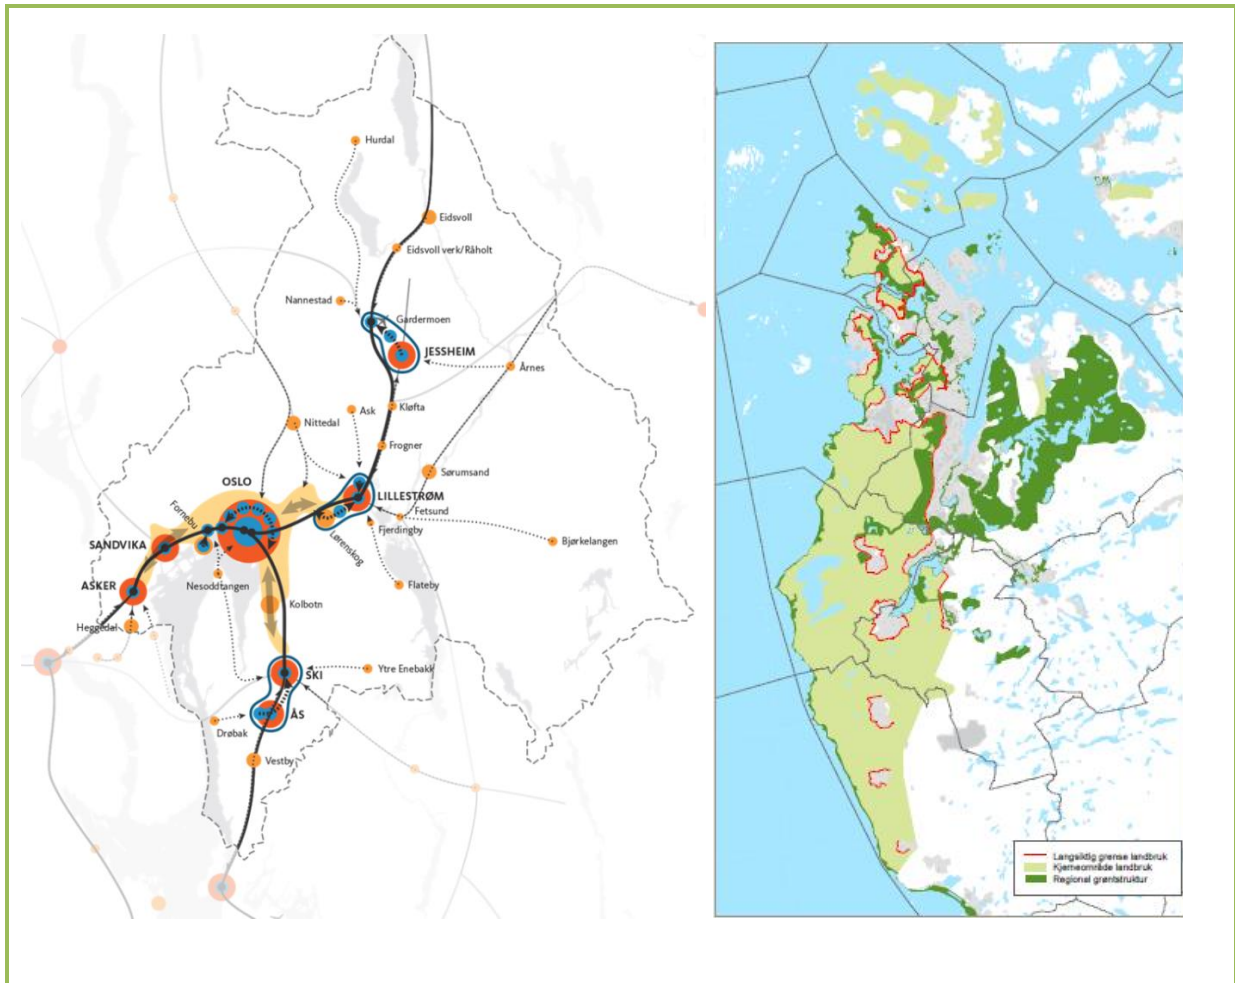 Hurdal
Eidsvoll
Eidsvoll verk/Råholt
Nannestad
Gardermoen
JESSHEIM
Årnes
Ask
Kløfta
Nittedal
Frogner
Sørumsand
OSLO
LILLESTRØM
Fornebu
Fetsund
Fjerdingby
Lørenskog
Bjørkelangen
SANDVIKA
ASKER
Nesoddtangen
Flateby
Kolbotn
Heggedal
Ytre Enebakk
SKI
ÅS
Drøbak
Vestby
Langsiktig grense landbruk
Kjerneområde landbruk
Regional grøntstruktur